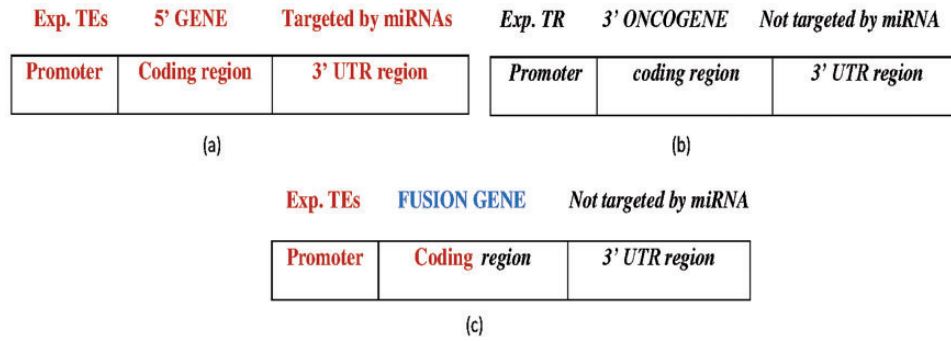 Exp. TEs 5' GENE Targeted by miRNAs
Promoter Coding region 3' UTR region
(a)
Exp. TR 3' ONCOGENE Not targeted by miRNA
Promoter coding region 3' UTR region
(b)
Exp. TEs FUSION GENE Not targeted by miRNA
Promoter Coding region 3' UTR region
(c)